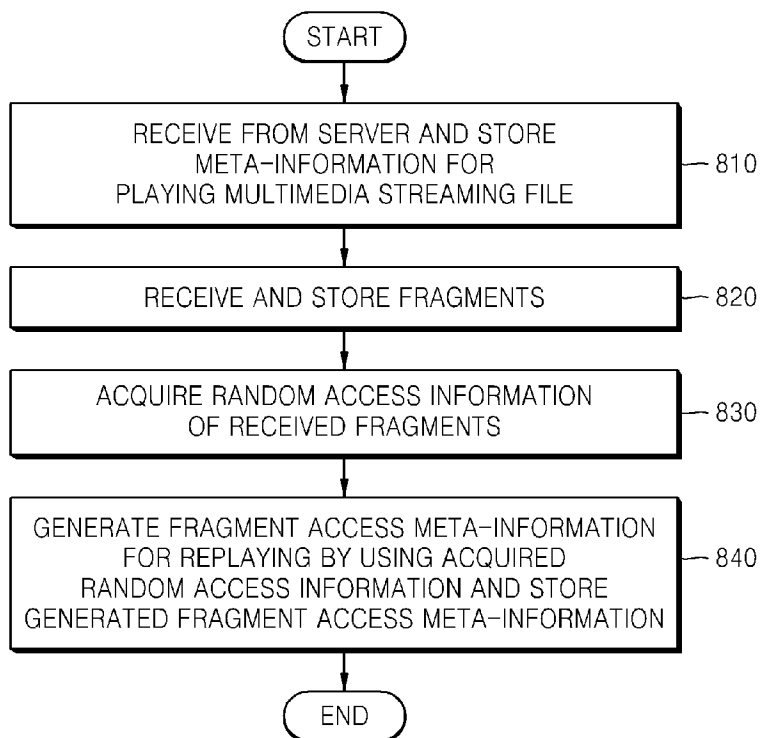 START
RECEIVE FROM SERVER AND STORE
META-INFORMATION FOR
PLAYING MULTIMEDIA STREAMING FILE
810
RECEIVE AND STORE FRAGMENTS
820
ACQUIRE RANDOM ACCESS INFORMATION
OF RECEIVED FRAGMENTS
830
GENERATE FRAGMENT ACCESS META-INFORMATION
FOR REPLAYING BY USING ACQUIRED
RANDOM ACCESS INFORMATION AND STORE
GENERATED FRAGMENT ACCESS META-INFORMATION
840
END